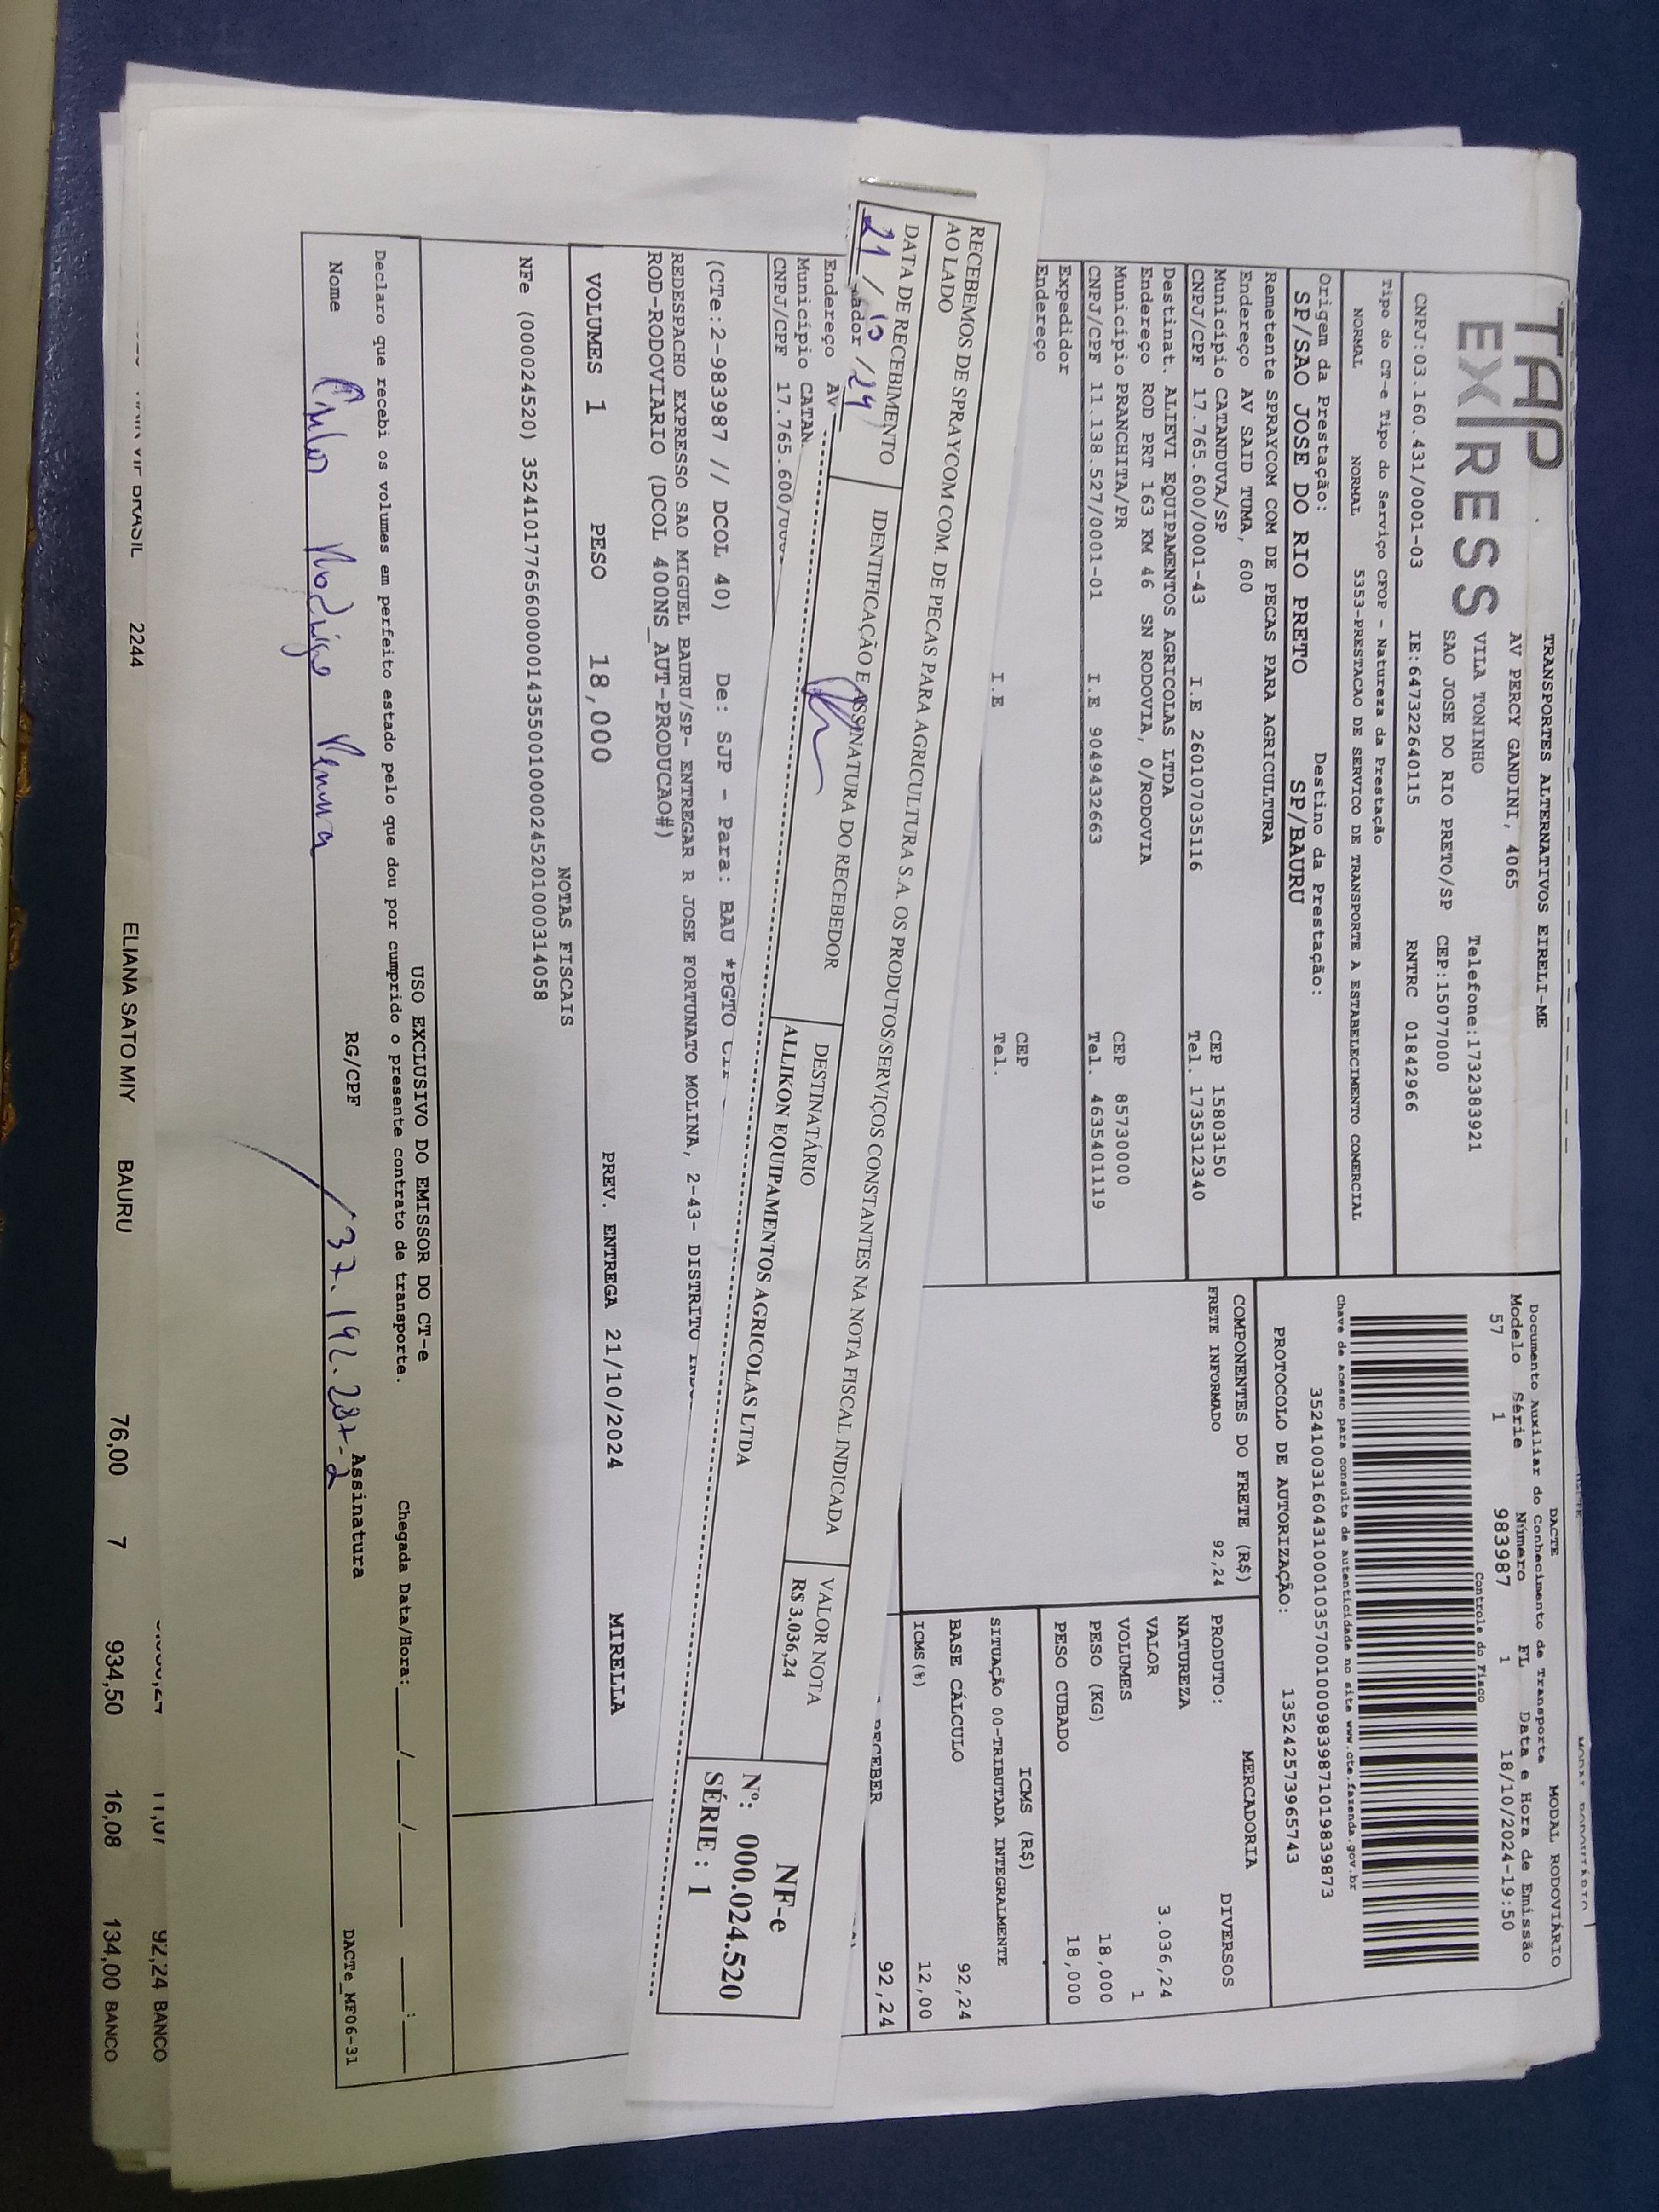 TAP
EXPRESS
TRANSPORTES ALTERNATIVOS EIRELI-ME
AV PERCY GANDINI, 4065
VILA TONINHO Telefone:1732383921
SAO JOSE DO RIO PRETO/SP CEP:15077000
CNPJ:03.160.431/0001-03 IE:647322640115 RNTRC 01842966
DACTE MODAL RODOVIÁRIO
Documento Auxiliar do Conhecimento de Transporte
Modelo Série Número FL Data e Hora de Emissão
57 1 983987 1 18/10/2024-19:50
Controle do Fisco
Chave de acesso para consulta de autenticidade no site www.cte.fazenda.gov.br
35241003160431000103570010009839871019839873
PROTOCOLO DE AUTORIZAÇÃO: 135242573965743
Tipo do CT-e Tipo do Serviço CFOP - Natureza da Prestação
NORMAL NORMAL 5353-PRESTACAO DE SERVICO DE TRANSPORTE A ESTABELECIMENTO COMERCIAL
Origem da Prestação: Destino da Prestação:
SP/SAO JOSE DO RIO PRETO SP/BAURU
Remetente SPRAYCOM COM DE PECAS PARA AGRICULTURA
Endereço AV SAID TUMA, 600
Município CATANDUVA/SP CEP 15803150
CNPJ/CPF 17.765.600/0001-43 I.E 260107035116 Tel. 1735312340
Destinat. ALIEVI EQUIPAMENTOS AGRICOLAS LTDA
Endereço ROD PRT 163 KM 46 SN RODOVIA, 0/RODOVIA
Município PRANCHITA/PR CEP 85730000
CNPJ/CPF 11.138.527/0001-01 I.E 9049432663 Tel. 4635401119
Expedidor
Endereço
CEP
I.E Tel.
COMPONENTES DO FRETE (R$)
FRETE INFORMADO 92,24
MERCADORIA
PRODUTO: DIVERSOS
NATUREZA
VALOR 3.036,24
VOLUMES 1
PESO (KG) 18,000
PESO CUBADO 18,000
ICMS (R$)
SITUAÇÃO 00-TRIBUTADA INTEGRALMENTE
BASE CÁLCULO 92,24
ICMS(%) 12,00
RECEBER 92,24
RECEBEMOS DE SPRAYCOM COM. DE PECAS PARA AGRICULTURA S.A. OS PRODUTOS/SERVIÇOS CONSTANTES NA NOTA FISCAL INDICADA
AO LADO
DATA DE RECEBIMENTO IDENTIFICAÇÃO E ASSINATURA DO RECEBEDOR DESTINATÁRIO VALOR NOTA
21/10/24 ALLIKON EQUIPAMENTOS AGRICOLAS LTDA R$ 3.036,24
NF-e
Nº: 000.024.520
SÉRIE : 1
Endereço AV
Município CATAN
CNPJ/CPF 17.765.600/
(CTe:2-983987 // DCOL 40) De: SJP - Para: BAU *PGTO
REDESPACHO EXPRESSO SAO MIGUEL BAURU/SP- ENTREGAR R JOSE FORTUNATO MOLINA, 2-43- DISTRITO
ROD-RODOVIARIO (DCOL 400NS_AUT-PRODUCAO#)
VOLUMES 1 PESO 18,000 PREV. ENTREGA 21/10/2024 MIRELLA
NOTAS FISCAIS
NFe (000024520) 35241017765600000143550010000245201000314058
USO EXCLUSIVO DO EMISSOR DO CT-e
Declaro que recebi os volumes em perfeito estado pelo que dou por cumprido o presente contrato de transporte. Chegada Data/Hora:___/___/_____ ___:___
Nome RG/CPF 37.192.287-2 Assinatura DACTe_MF06-31
92,24 BANCO
2244 ELIANA SATO MIY BAURU 76,00 7 934,50 16,08 134,00 BANCO